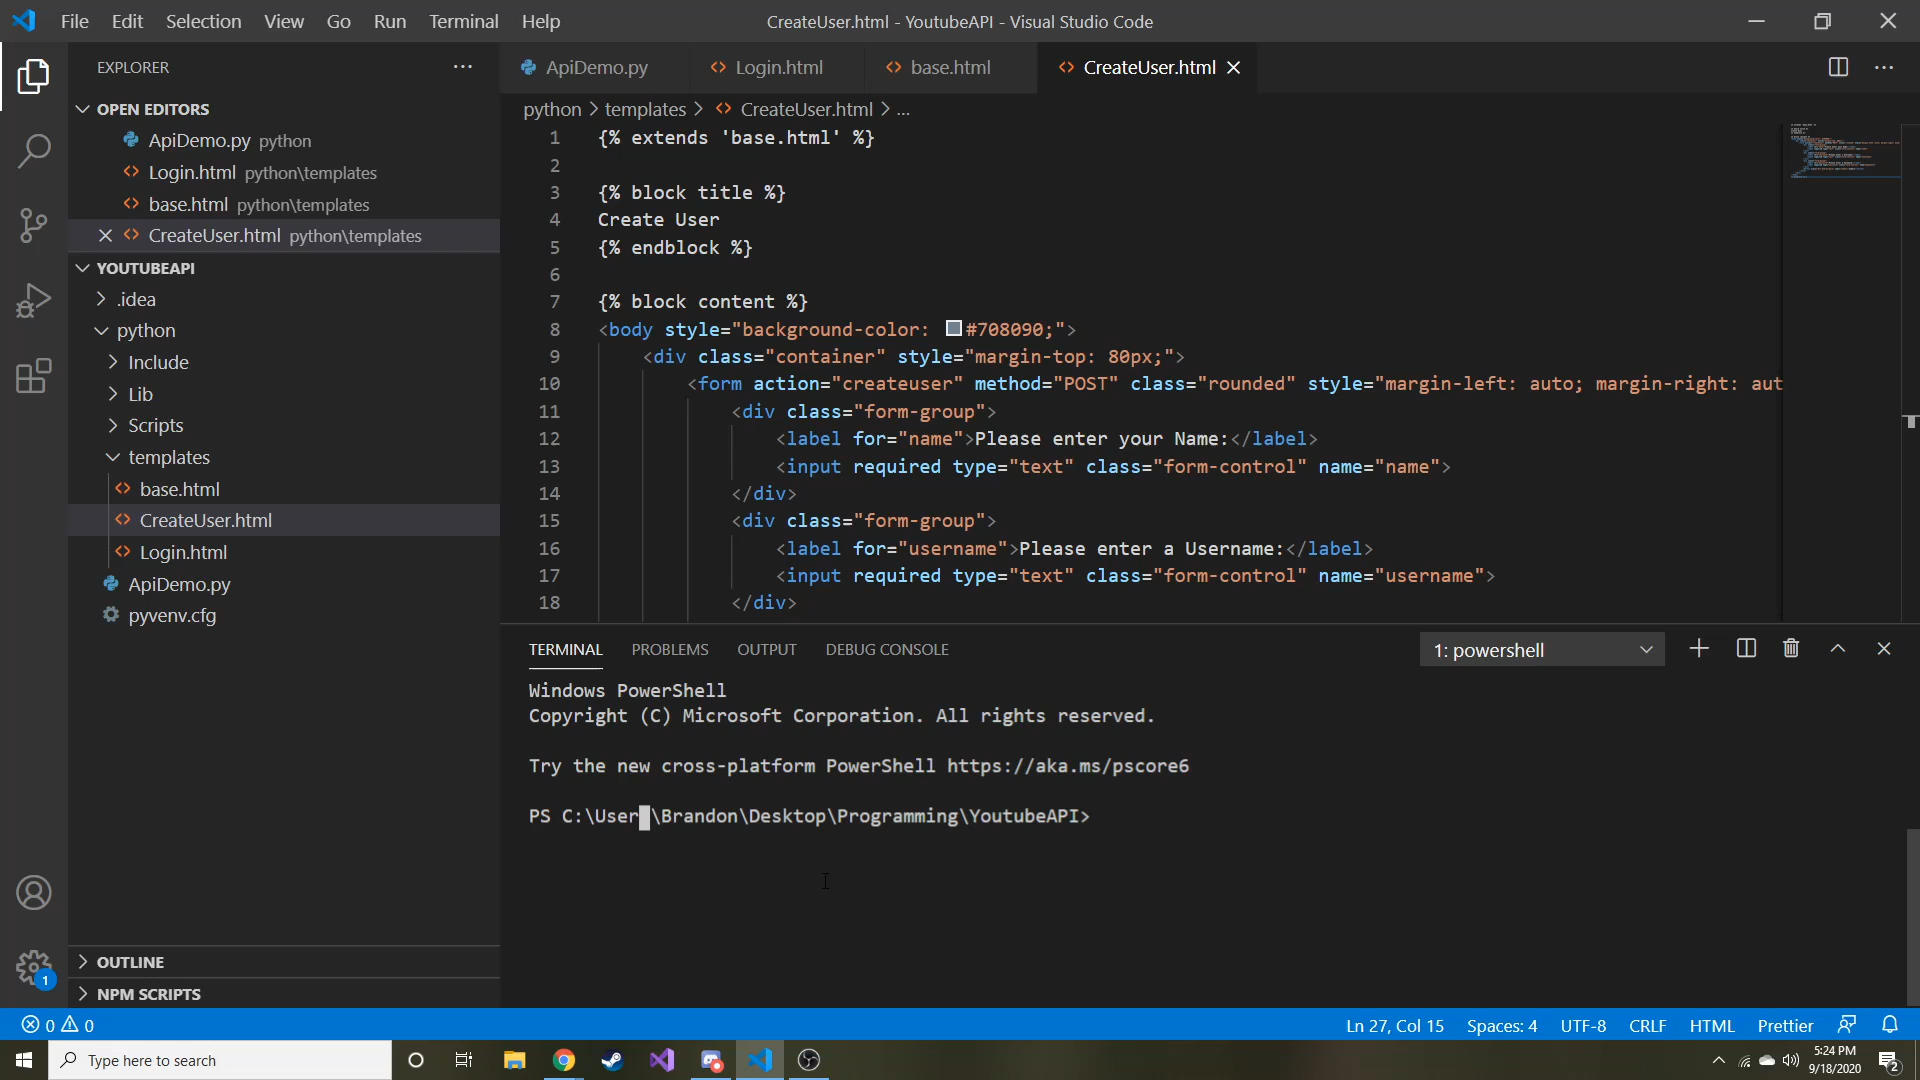 File Edit Selection View Go Run Terminal Help
CreateUser.html - YoutubeAPI - Visual Studio Code
EXPLORER
OPEN EDITORS
ApiDemo.py python
Login.html python\templates
base.html python\templates
CreateUser.html python\templates
YOUTUBEAPI
.idea
python
Include
Lib
Scripts
templates
base.html
CreateUser.html
Login.html
ApiDemo.py
pyvenv.cfg
OUTLINE
NPM SCRIPTS
ApiDemo.py Login.html base.html CreateUser.html
python > templates > CreateUser.html > ...
1 {% extends 'base.html' %}
2
3 {% block title %}
4 Create User
5 {% endblock %}
6
7 {% block content %}
8 <body style="background-color: #708090;">
9 <div class="container" style="margin-top: 80px;">
10 <form action="createuser" method="POST" class="rounded" style="margin-left: auto; margin-right: aut
11 <div class="form-group">
12 <label for="name">Please enter your Name:</label>
13 <input required type="text" class="form-control" name="name">
14 </div>
15 <div class="form-group">
16 <label for="username">Please enter a Username:</label>
17 <input required type="text" class="form-control" name="username">
18 </div>
TERMINAL PROBLEMS OUTPUT DEBUG CONSOLE
1: powershell
Windows PowerShell
Copyright (C) Microsoft Corporation. All rights reserved.
Try the new cross-platform PowerShell https://aka.ms/pscore6
PS C:\User \Brandon\Desktop\Programming\YoutubeAPI>
1
0 0
Ln 27, Col 15 Spaces: 4 UTF-8 CRLF HTML Prettier
Type here to search
5:24 PM
9/18/2020
2